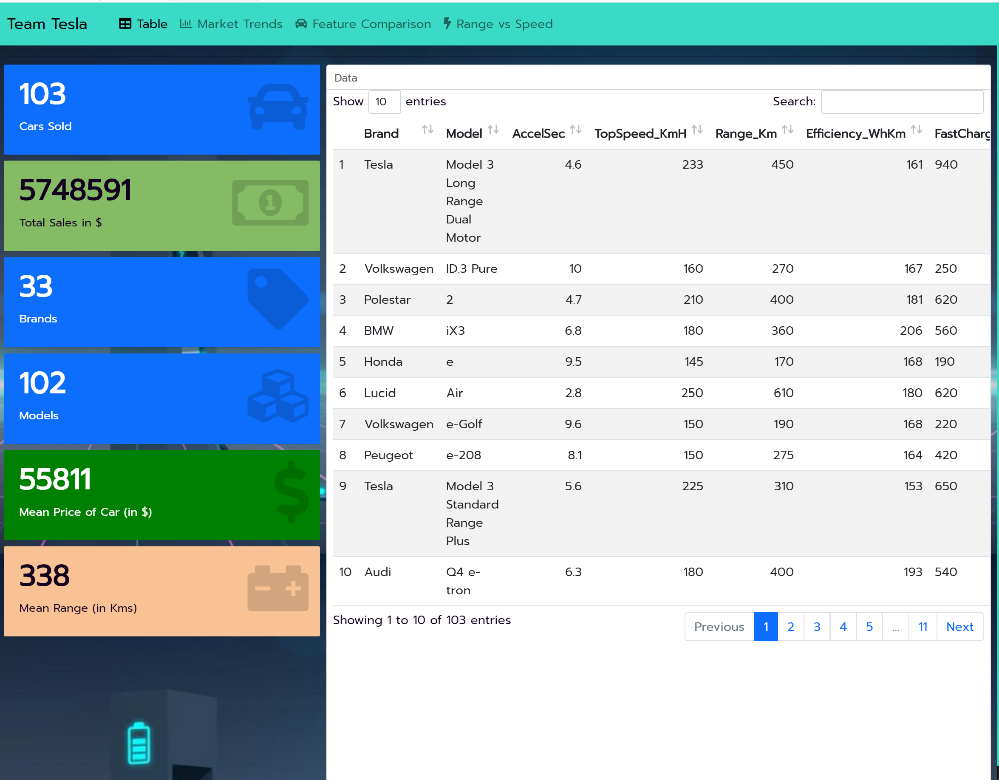 Team Tesla Table Market Trends Feature Comparison Range vs Speed
103
Cars Sold
5748591
1
Total Sales in $
33
Brands
102
Models
55811
$
Mean Price of Car (in $)
338
Mean Range (in Kms)
Data
Show 10 entries Search:
Brand Model AccelSec TopSpeed_KmH Range_Km Efficiency_WhKm FastCharg
1 Tesla Model 3 4.6 233 450 161 940
Long
Range
Dual
Motor
2 Volkswagen ID.3 Pure 10 160 270 167 250
3 Polestar 2 4.7 210 400 181 620
4 BMW iX3 6.8 180 360 206 560
5 Honda e 9.5 145 170 168 190
6 Lucid Air 2.8 250 610 180 620
7 Volkswagen e-Golf 9.6 150 190 168 220
8 Peugeot e-208 8.1 150 275 164 420
9 Tesla Model 3 5.6 225 310 153 650
Standard
Range
Plus
10 Audi Q4 e- 6.3 180 400 193 540
tron
Showing 1 to 10 of 103 entries Previous 1 2 3 4 5 ... 11 Next